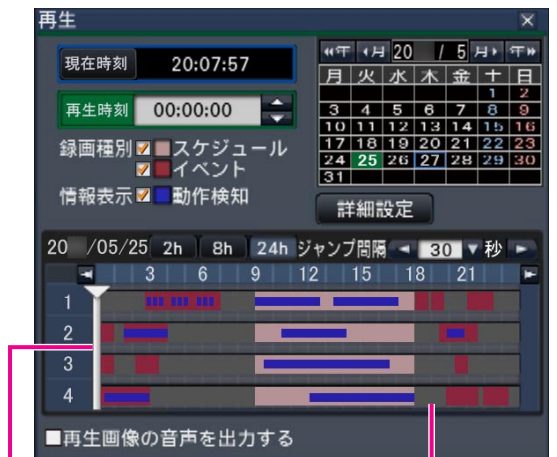 再生
現在時刻 20:07:57
再生時刻 00:00:00
録画種別 スケジュール
イベント
情報表示 動作検知
年 月 20 / 5 月 年
月 火 水 木 金 土 日
1 2
3 4 5 6 7 8 9
10 11 12 13 14 15 16
17 18 19 20 21 22 23
24 25 26 27 28 29 30
31
詳細設定
20 /05/25 2h 8h 24h ジャンプ間隔 30 秒
3 6 9 12 15 18 21
1
2
3
4
再生画像の音声を出力する